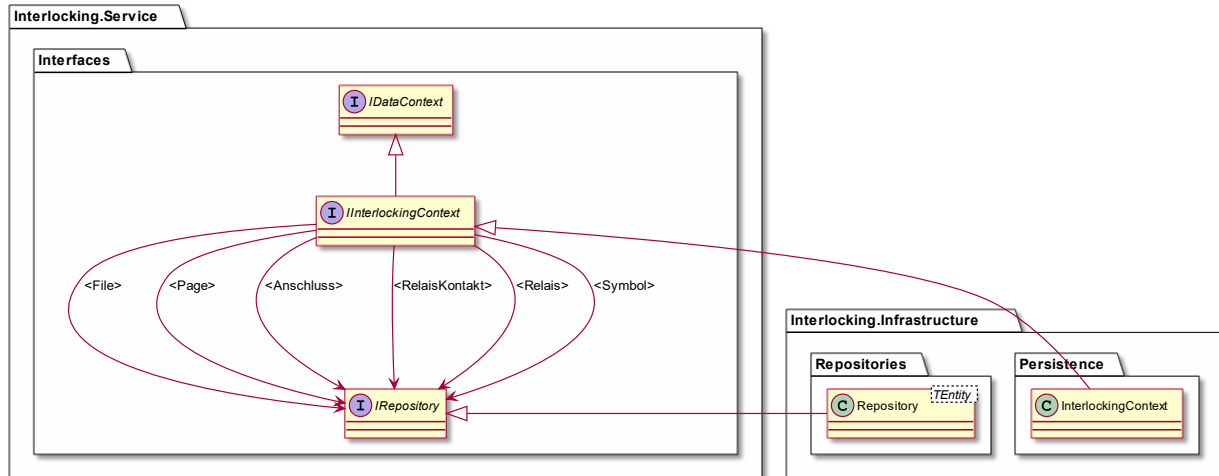 Interlocking.Service
Interfaces
I IDataContext
I IInterlockingContext
<File>
<Page>
<Anschluss>
<RelaisKontakt>
<Relais>
<Symbol>
I IRepository
Interlocking.Infrastructure
Repositories
C Repository
TEntity
Persistence
C InterlockingContext